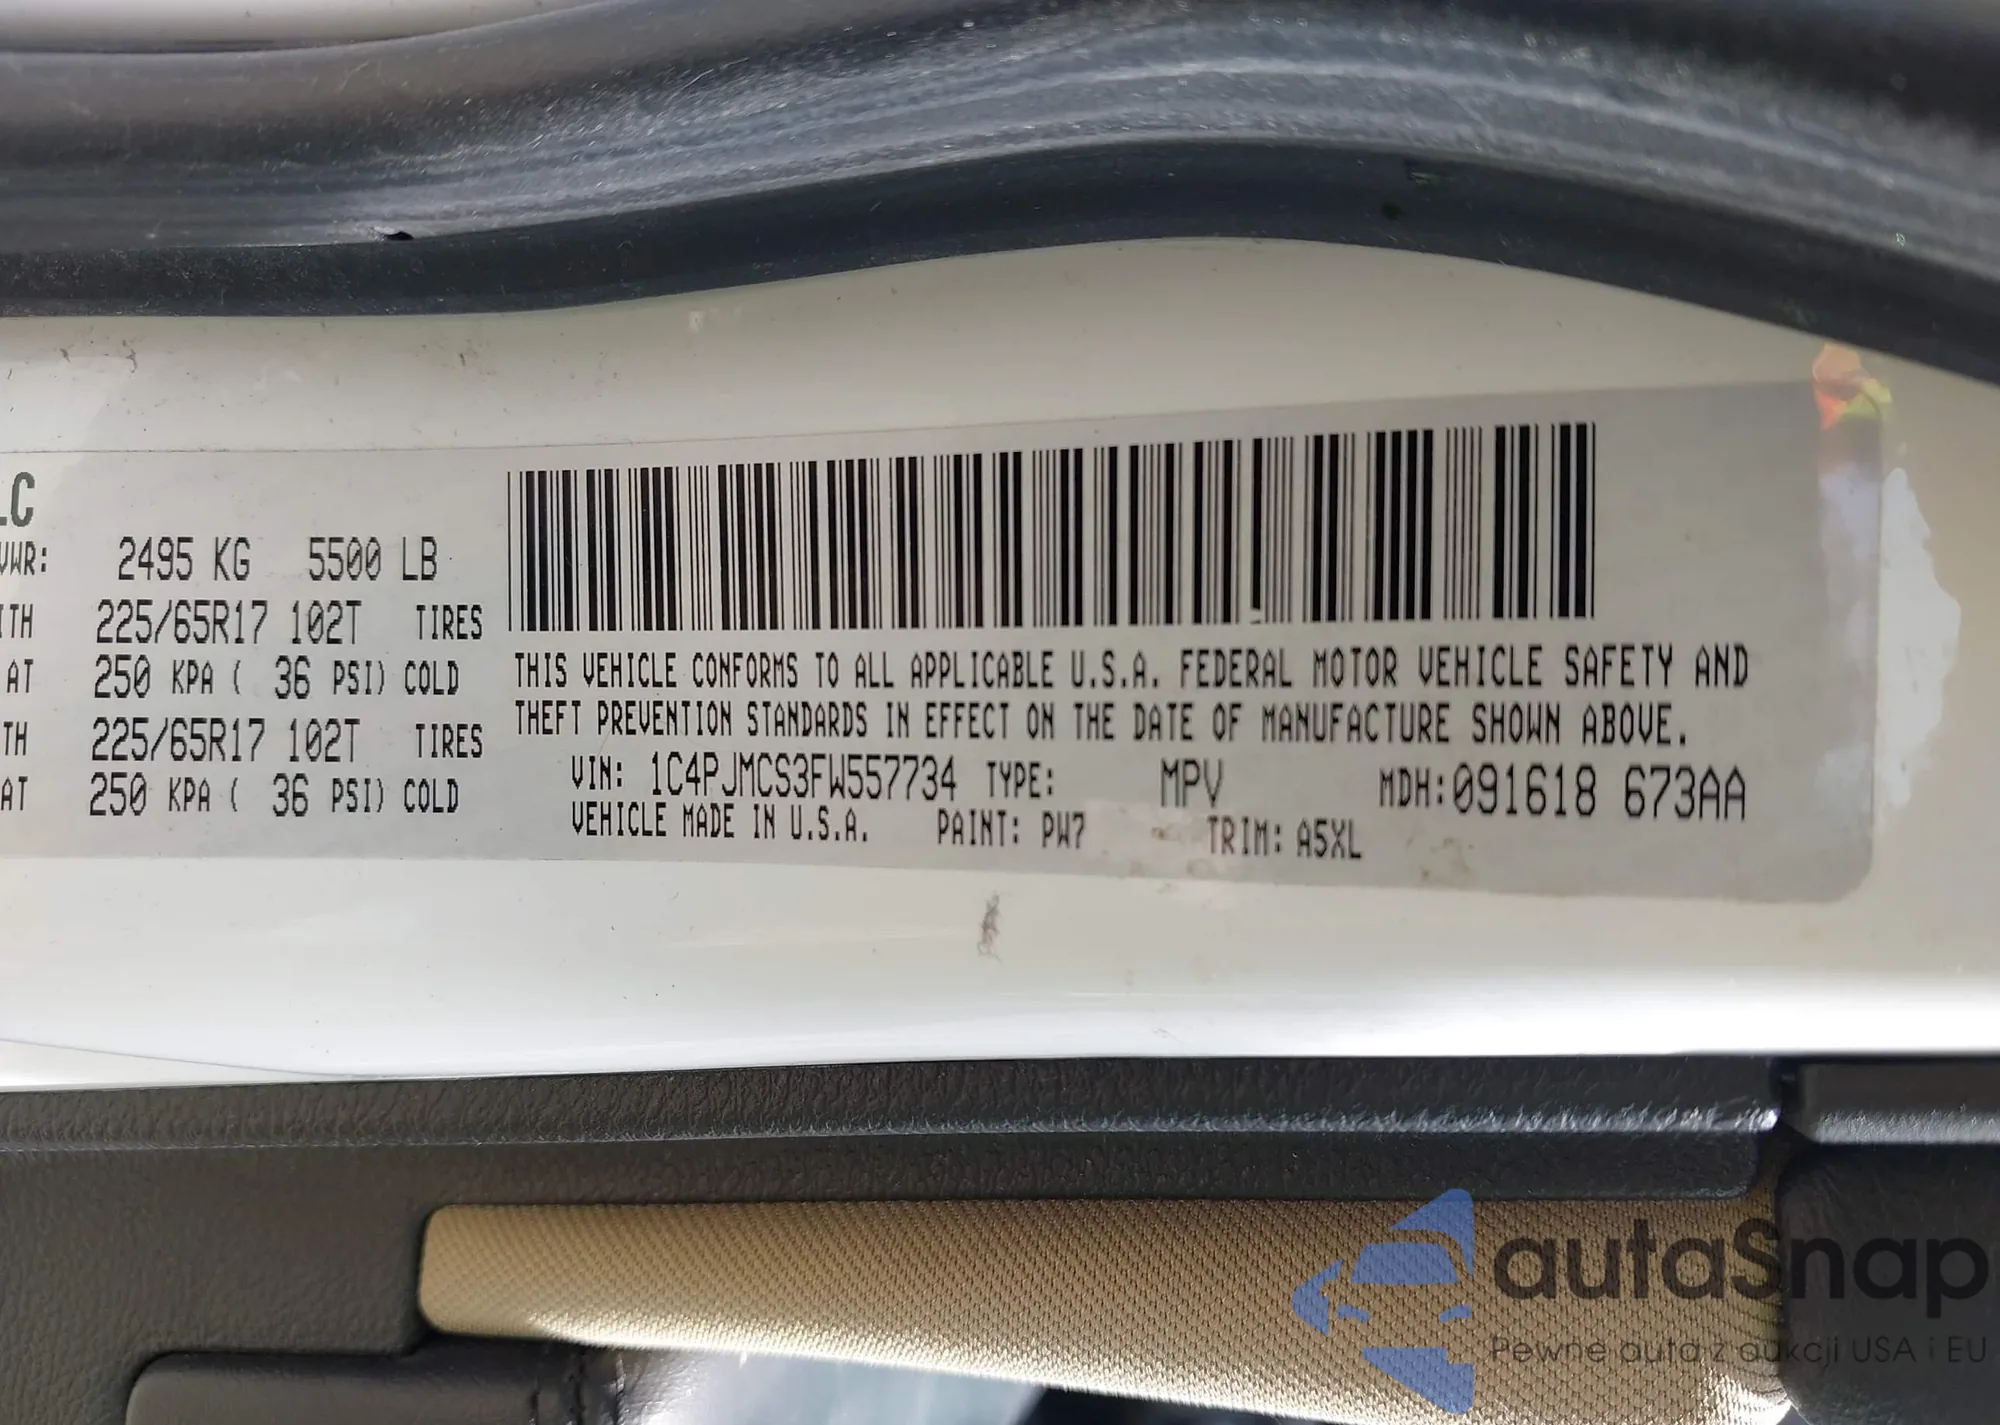 LC
VWR: 2495 KG 5500 LB
ITH 225/65R17 102T TIRES
AT 250 KPA ( 36 PSI) COLD
TH 225/65R17 102T TIRES
AT 250 KPA ( 36 PSI) COLD
THIS VEHICLE CONFORMS TO ALL APPLICABLE U.S.A. FEDERAL MOTOR VEHICLE SAFETY AND
THEFT PREVENTION STANDARDS IN EFFECT ON THE DATE OF MANUFACTURE SHOWN ABOVE.
VIN: 1C4PJMCS3FW557734 TYPE: MPV MDH:091618 673AA
VEHICLE MADE IN U.S.A. PAINT: PW7 TRIM: A5XL
autaSnap
Pewne auta z aukcji USA i EU